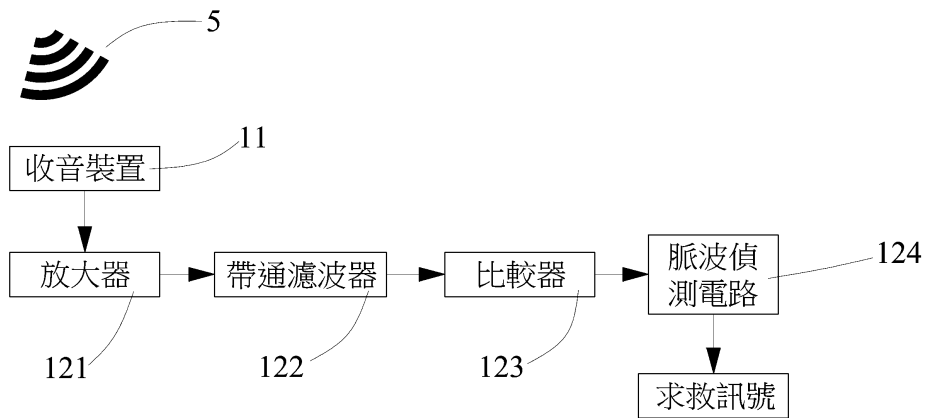 5
11
收音裝置
放大器
帶通濾波器
比較器
脈波偵
測電路
124
121
122
123
求救訊號